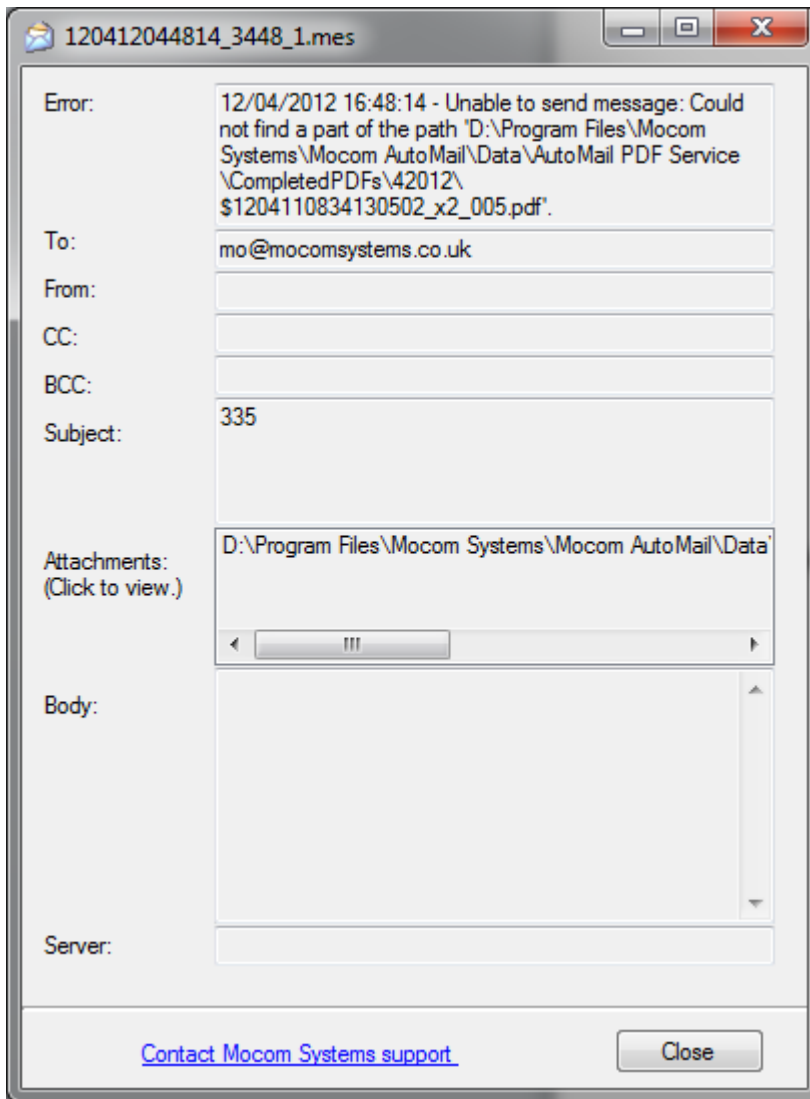 120412044814_3448_1.mes
Error:
12/04/2012 16:48:14 - Unable to send message: Could
not find a part of the path 'D:\Program Files\Mocom
Systems\Mocom AutoMail\Data\AutoMail PDF Service
\CompletedPDFs\42012\
$1204110834130502_x2_005.pdf'.
To:
mo@mocomsystems.co.uk
From:
CC:
BCC:
Subject:
335
Attachments:
(Click to view.)
D:\Program Files\Mocom Systems\Mocom AutoMail\Data\
Body:
Server:
Contact Mocom Systems support
Close